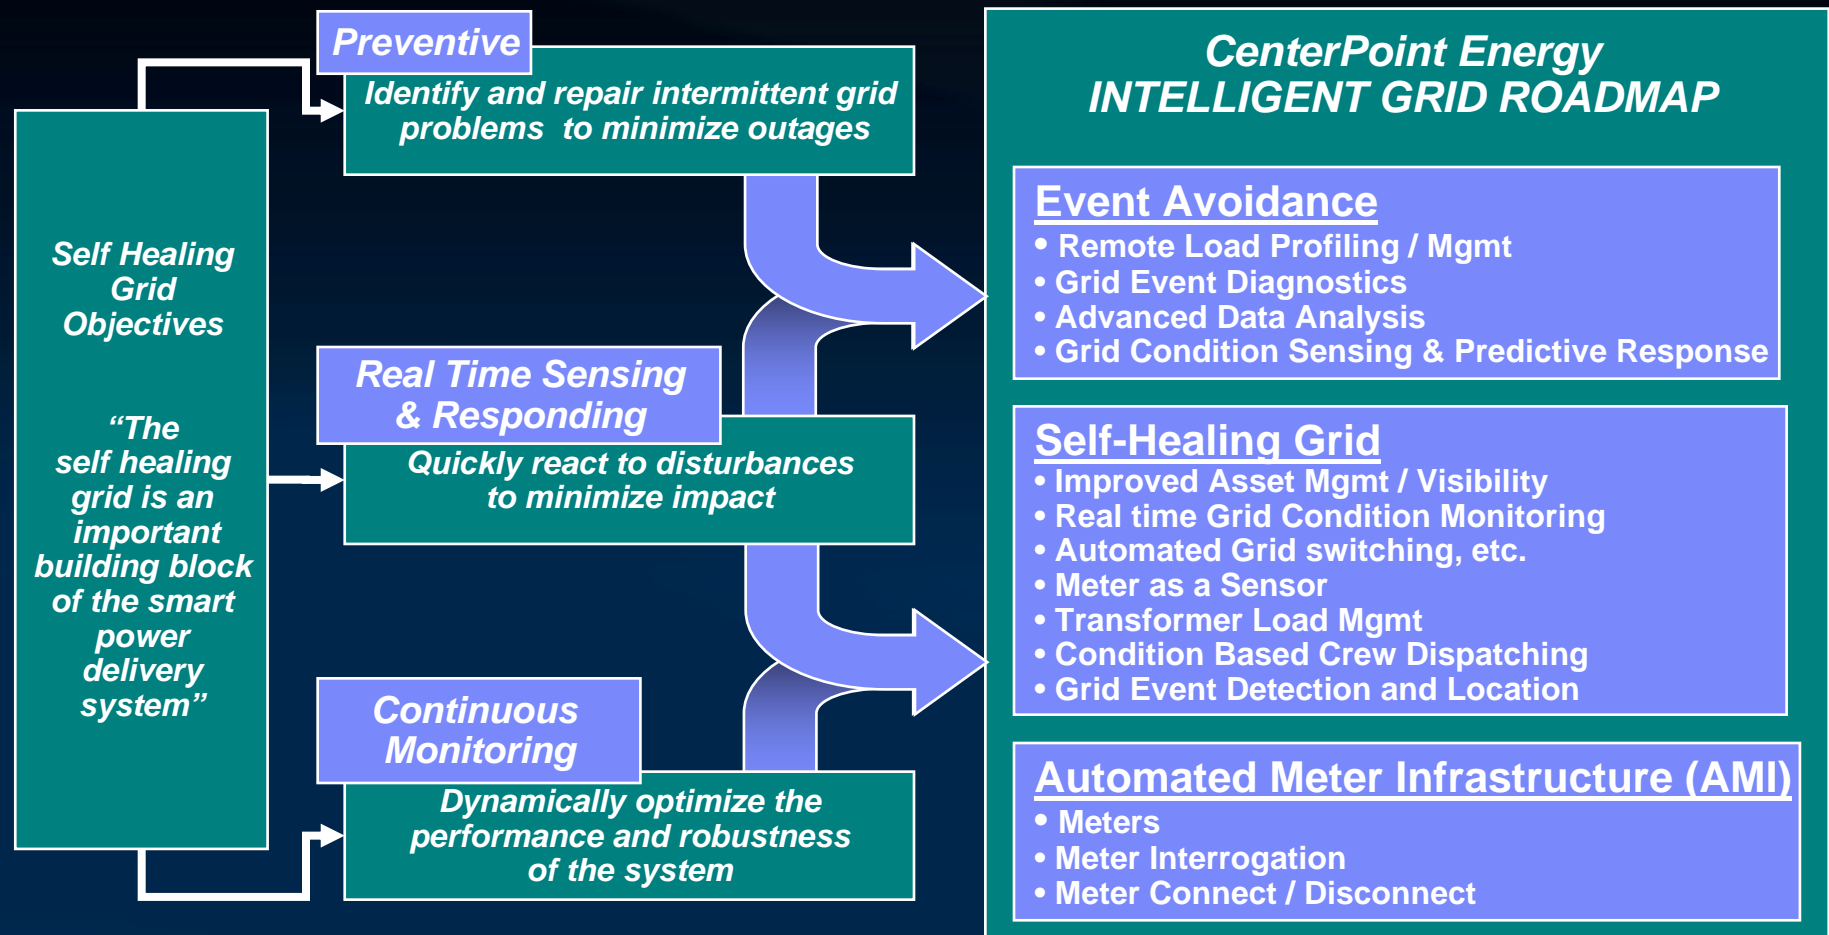 Self Healing
Grid
Objectives
“The
self healing
grid is an
important
building block
of the smart
power
delivery
system”
Preventive
Identify and repair intermittent grid
problems to minimize outages
Real Time Sensing
& Responding
Quickly react to disturbances
to minimize impact
Continuous
Monitoring
Dynamically optimize the
performance and robustness
of the system
CenterPoint Energy
INTELLIGENT GRID ROADMAP
Event Avoidance
• Remote Load Profiling / Mgmt
• Grid Event Diagnostics
• Advanced Data Analysis
• Grid Condition Sensing & Predictive Response
Self-Healing Grid
• Improved Asset Mgmt / Visibility
• Real time Grid Condition Monitoring
• Automated Grid switching, etc.
• Meter as a Sensor
• Transformer Load Mgmt
• Condition Based Crew Dispatching
• Grid Event Detection and Location
Automated Meter Infrastructure (AMI)
• Meters
• Meter Interrogation
• Meter Connect / Disconnect